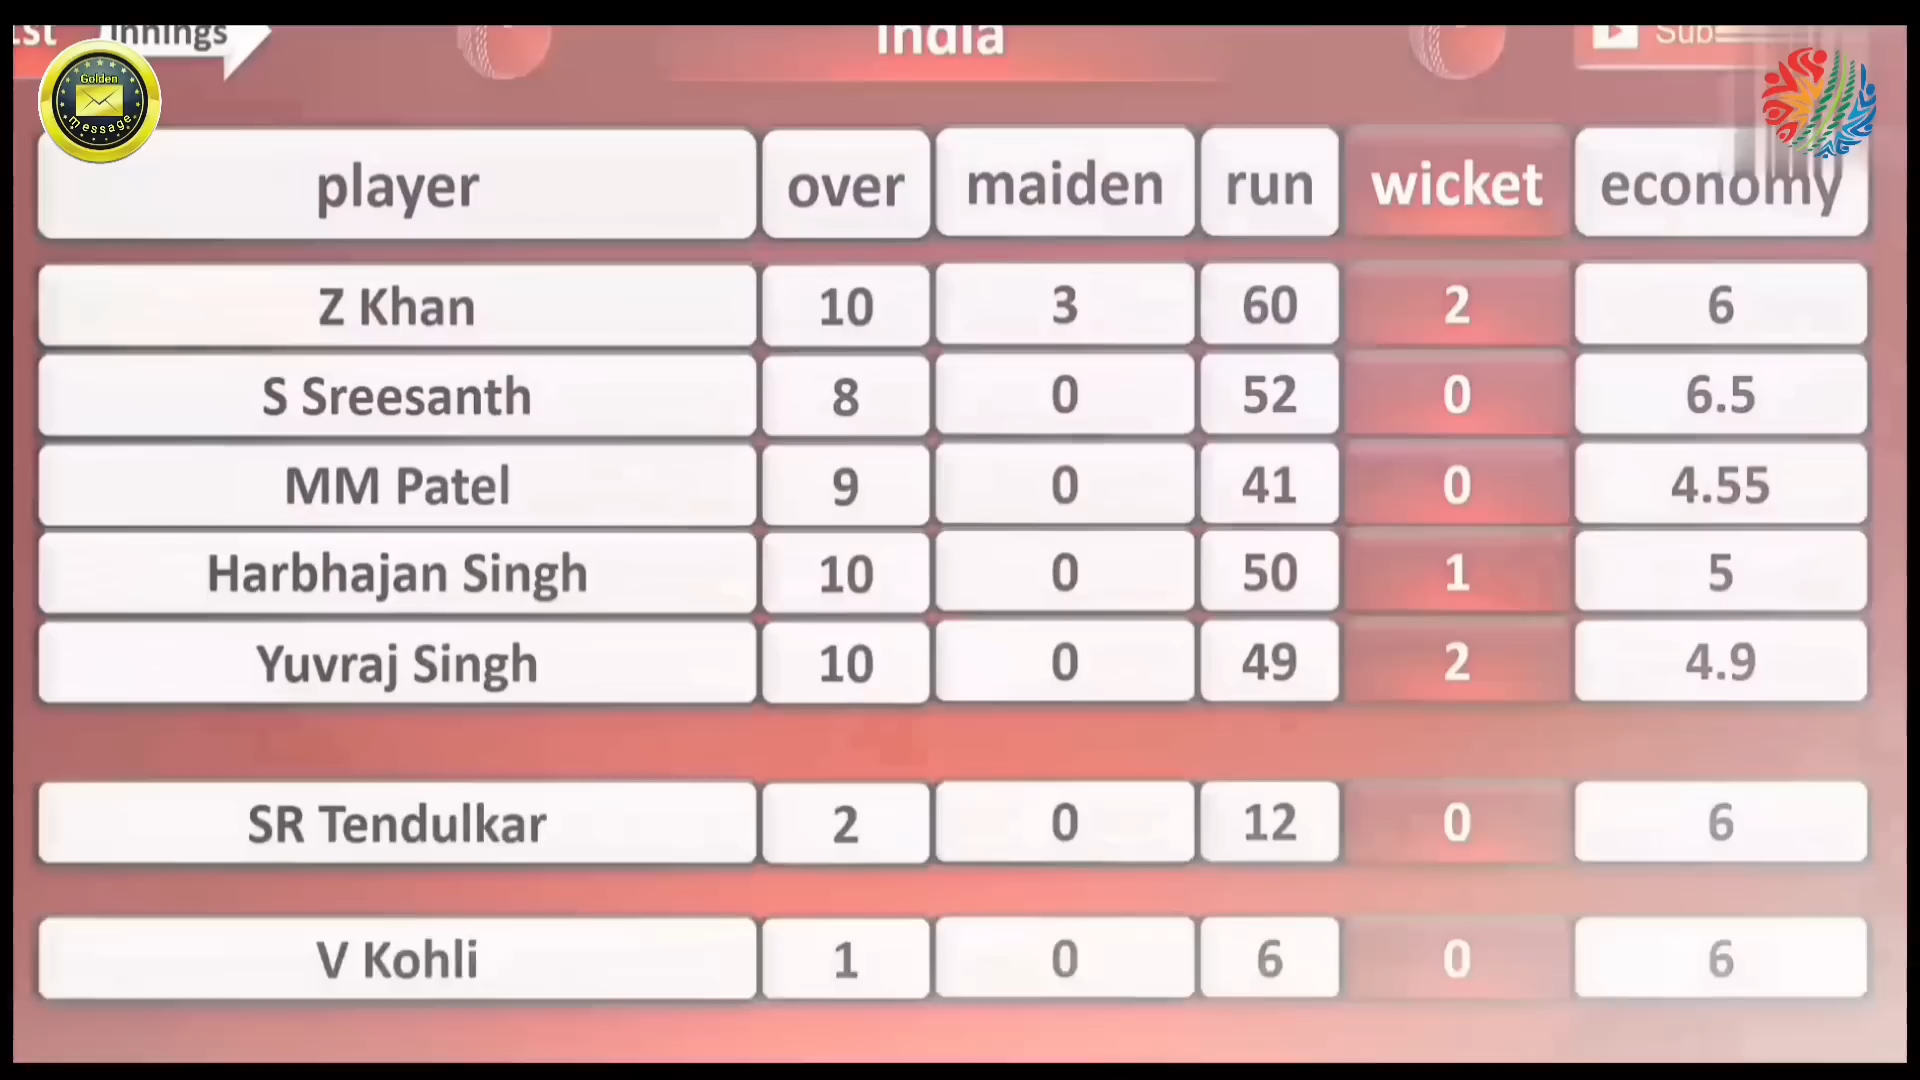 1st Innings
India
Sub
Golden
message
player over maiden run wicket economy
Z Khan 10 3 60 2 6
S Sreesanth 8 0 52 0 6.5
MM Patel 9 0 41 0 4.55
Harbhajan Singh 10 0 50 1 5
Yuvraj Singh 10 0 49 2 4.9
SR Tendulkar 2 0 12 0 6
V Kohli 1 0 6 0 6